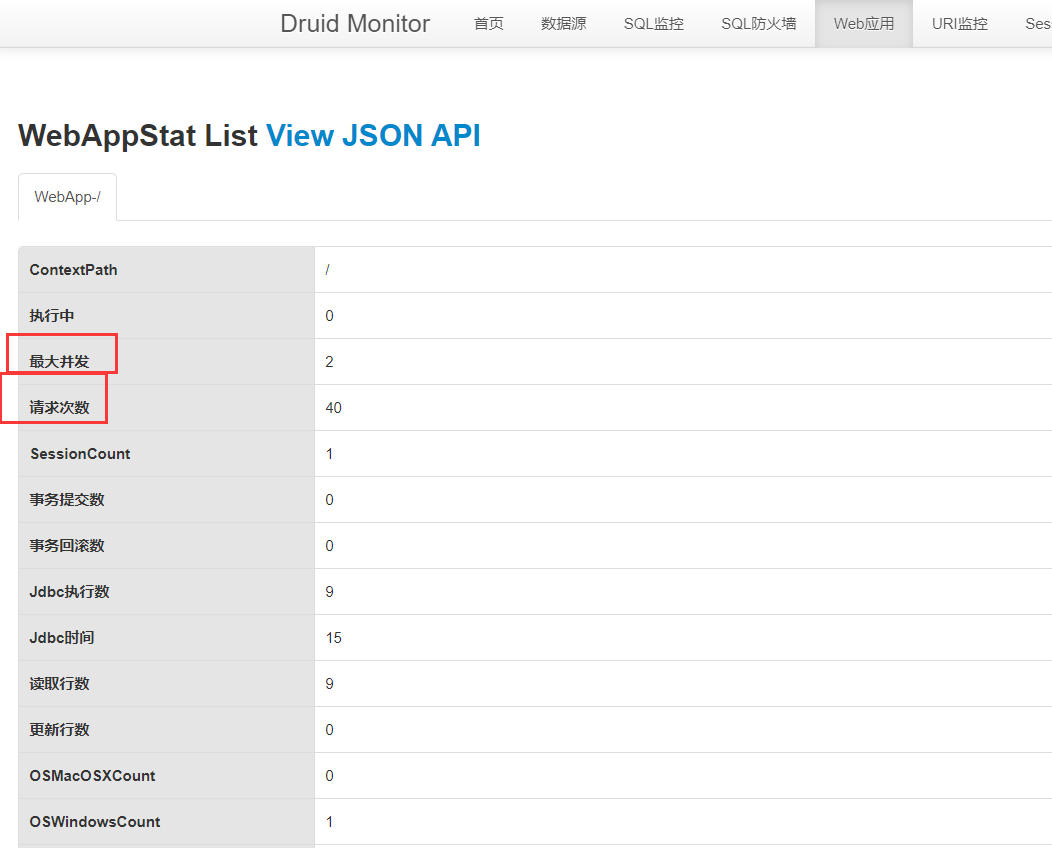 Druid Monitor 首页 数据源 SQL监控 SQL防火墙 Web应用 URI监控 Ses
WebAppStat List View JSON API
WebApp-/
ContextPath /
执行中 0
最大并发 2
请求次数 40
SessionCount 1
事务提交数 0
事务回滚数 0
Jdbc执行数 9
Jdbc时间 15
读取行数 9
更新行数 0
OSMacOSXCount 0
OSWindowsCount 1